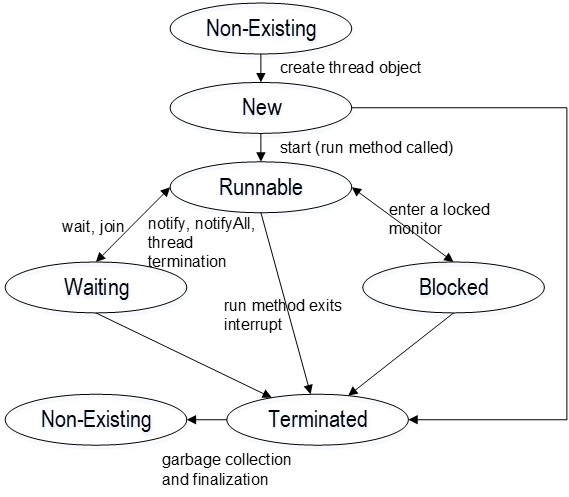 Non-Existing
create thread object
New
start (run method called)
Runnable
enter a locked
monitor
wait, join
notify, notifyAll,
thread
termination
Waiting
Blocked
run method exits
interrupt
Non-Existing
Terminated
garbage collection
and finalization